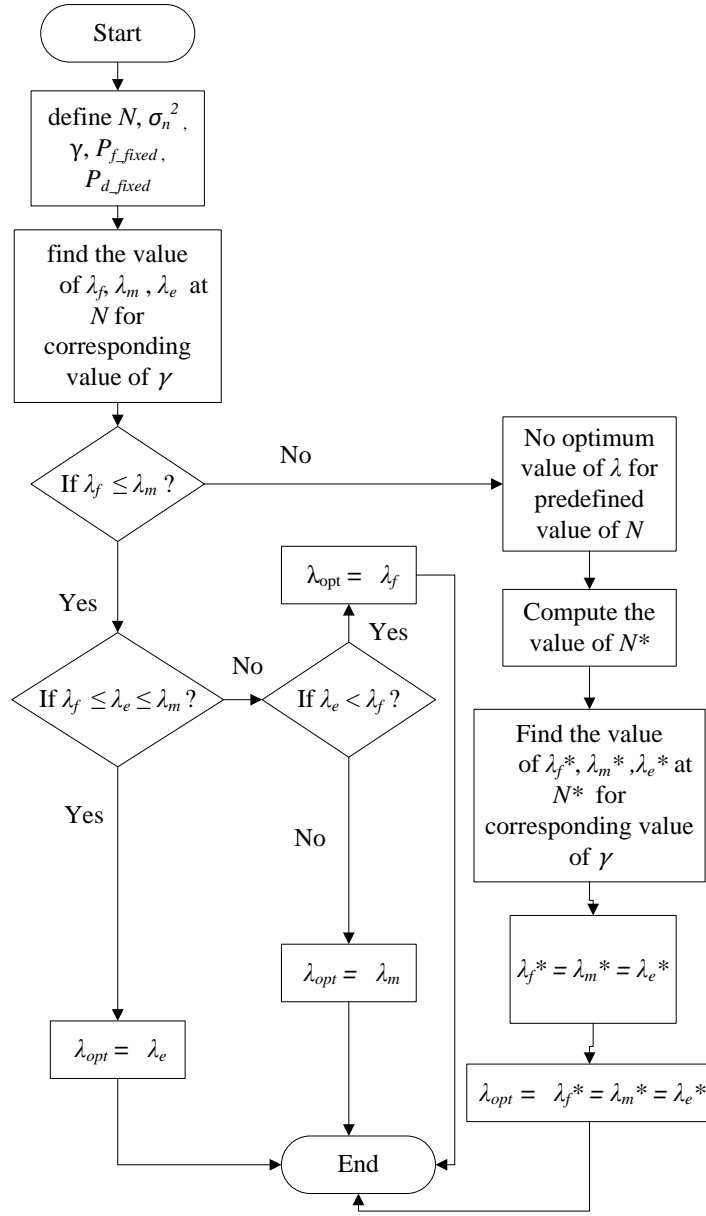 Start
define N, σn² ,
γ, Pf_fixed ,
Pd_fixed
find the value
of λf, λm , λe at
N for
corresponding
value of γ
If λf ≤ λm ?
No
Yes
No optimum
value of λ for
predefined
value of N
Compute the
value of N*
Find the value
of λf*, λm* ,λe* at
N* for
corresponding value
of γ
λf* = λm* = λe*
λopt = λf* = λm* = λe*
If λf ≤ λe ≤ λm ?
No
Yes
If λe < λf ?
Yes
No
λopt = λf
λopt = λm
λopt = λe
End